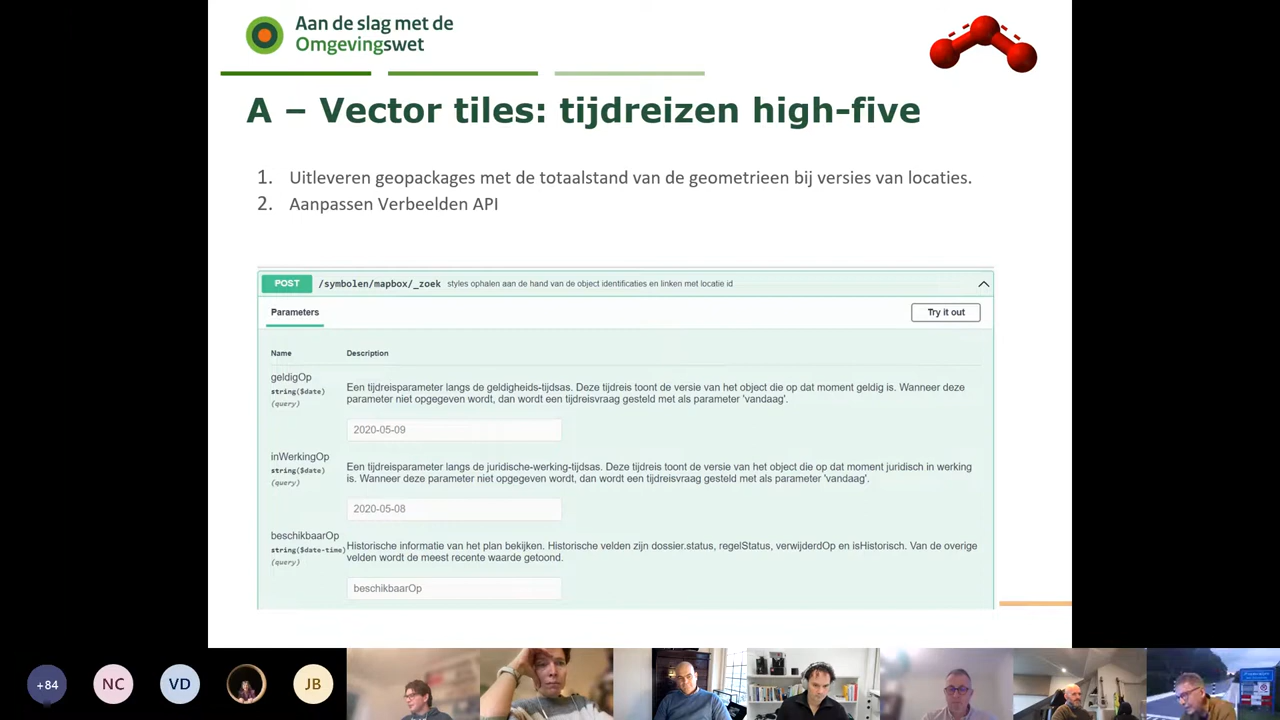 Aan de slag met de
Omgevingswet
A – Vector tiles: tijdreizen high-five
1. Uitleveren geopackages met de totaalstand van de geometrieen bij versies van locaties.
2. Aanpassen Verbeelden API
POST /symbolen/mapbox/_zoek styles ophalen aan de hand van de object identificaties en linken met locatie id
Parameters
Try it out
Name Description
geldigOp
string($date)
(query)
Een tijdreisparameter langs de geldigheids-tijdsas. Deze tijdreis toont de versie van het object die op dat moment geldig is. Wanneer deze
parameter niet opgegeven wordt, dan wordt een tijdreisvraag gesteld met als parameter 'vandaag'.
2020-05-09
inWerkingOp
string($date)
(query)
Een tijdreisparameter langs de juridische-werking-tijdsas. Deze tijdreis toont de versie van het object die op dat moment juridisch in werking
is. Wanneer deze parameter niet opgegeven wordt, dan wordt een tijdreisvraag gesteld met als parameter 'vandaag'.
2020-05-08
beschikbaarOp
string($date-time)
(query)
Historische informatie van het plan bekijken. Historische velden zijn dossier.status, regelStatus, verwijderdOp en isHistorisch. Van de overige
velden wordt de meest recente waarde getoond.
beschikbaarOp
+84
NC
VD
JB